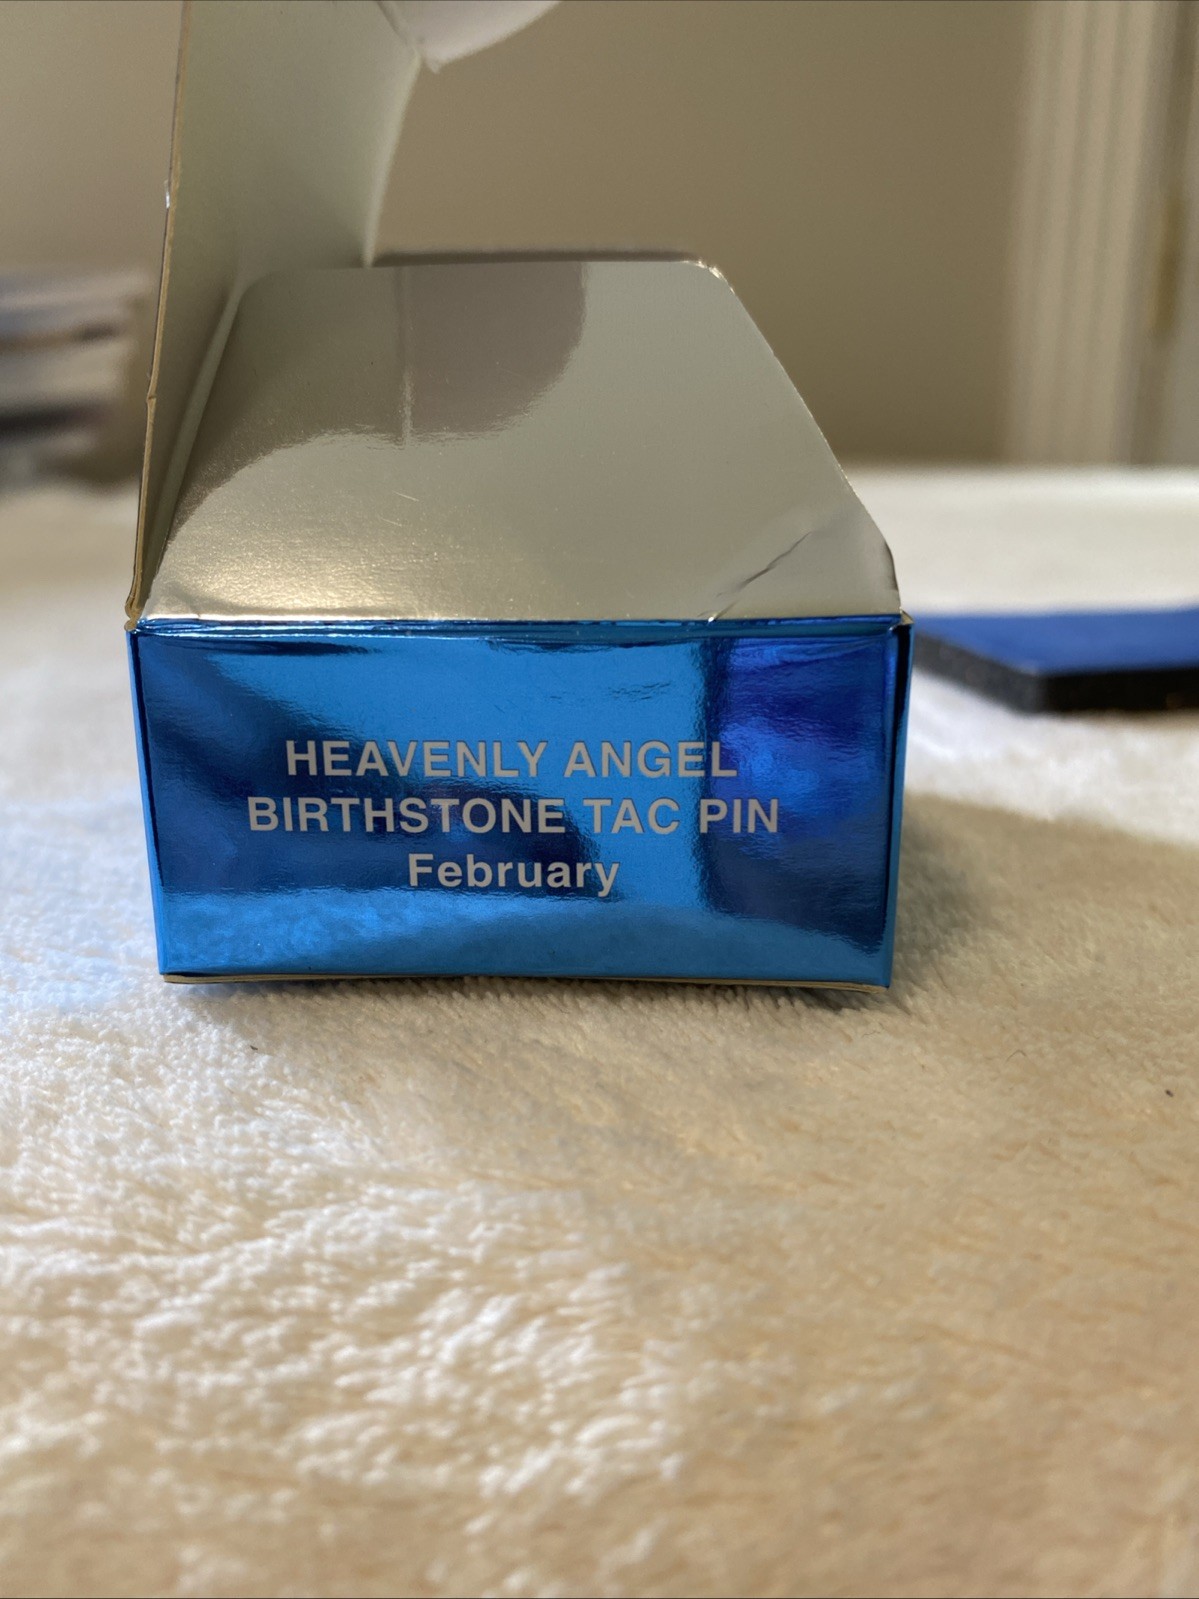 HEAVENLY ANGEL
BIRTHSTONE TAC PIN
February